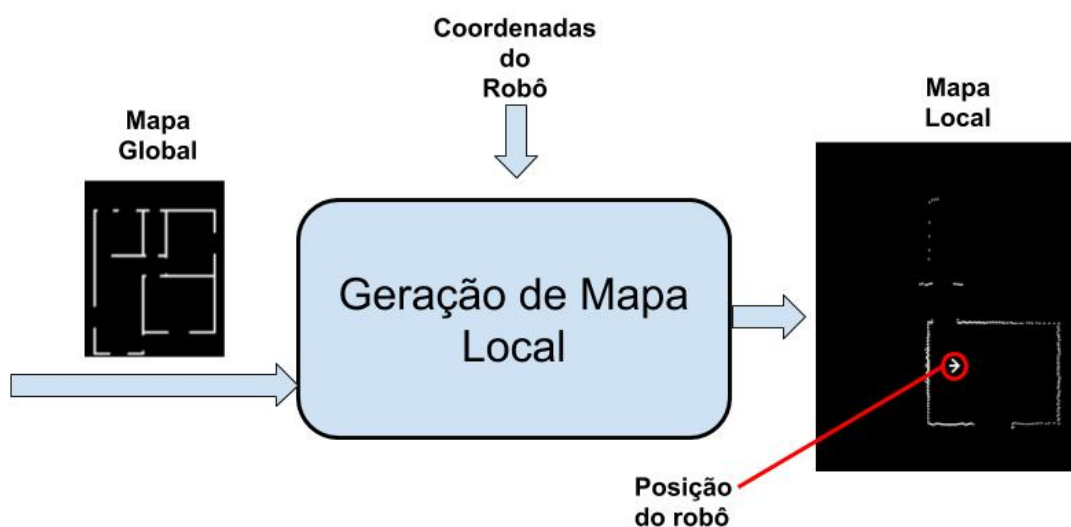 Coordenadas
do
Robô
Mapa
Global
Mapa
Local
Geração de Mapa
Local
Posição
do robô